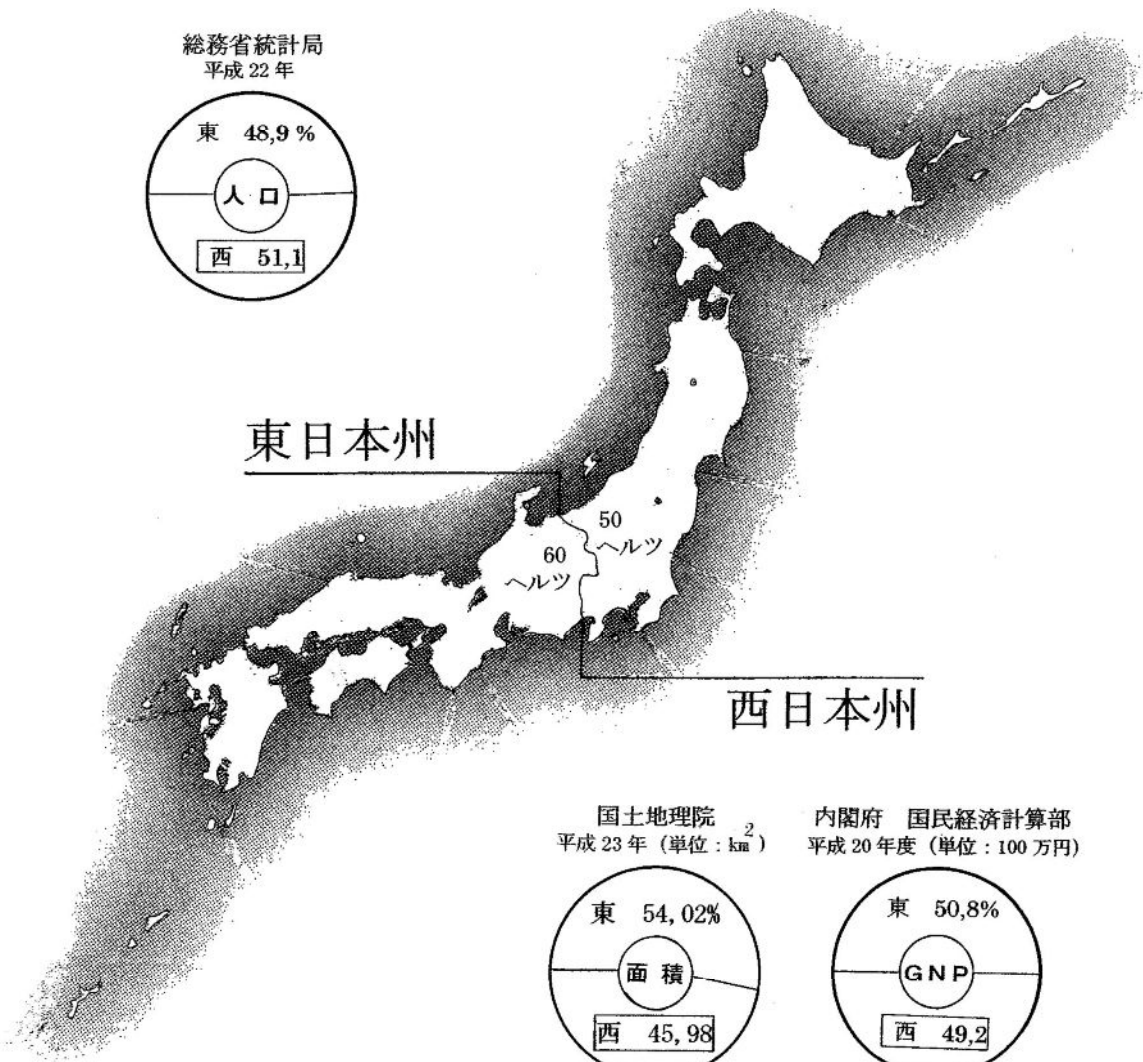 総務省統計局
平成 22 年
東 48,9 %
人口
西 51,1
東日本州
50
ヘルツ
60
ヘルツ
西日本州
国土地理院
平成 23 年 (単位：km2)
東 54,02%
面積
西 45,98
内閣府 国民経済計算部
平成 20 年度 (単位：100 万円)
東 50,8%
GNP
西 49,2